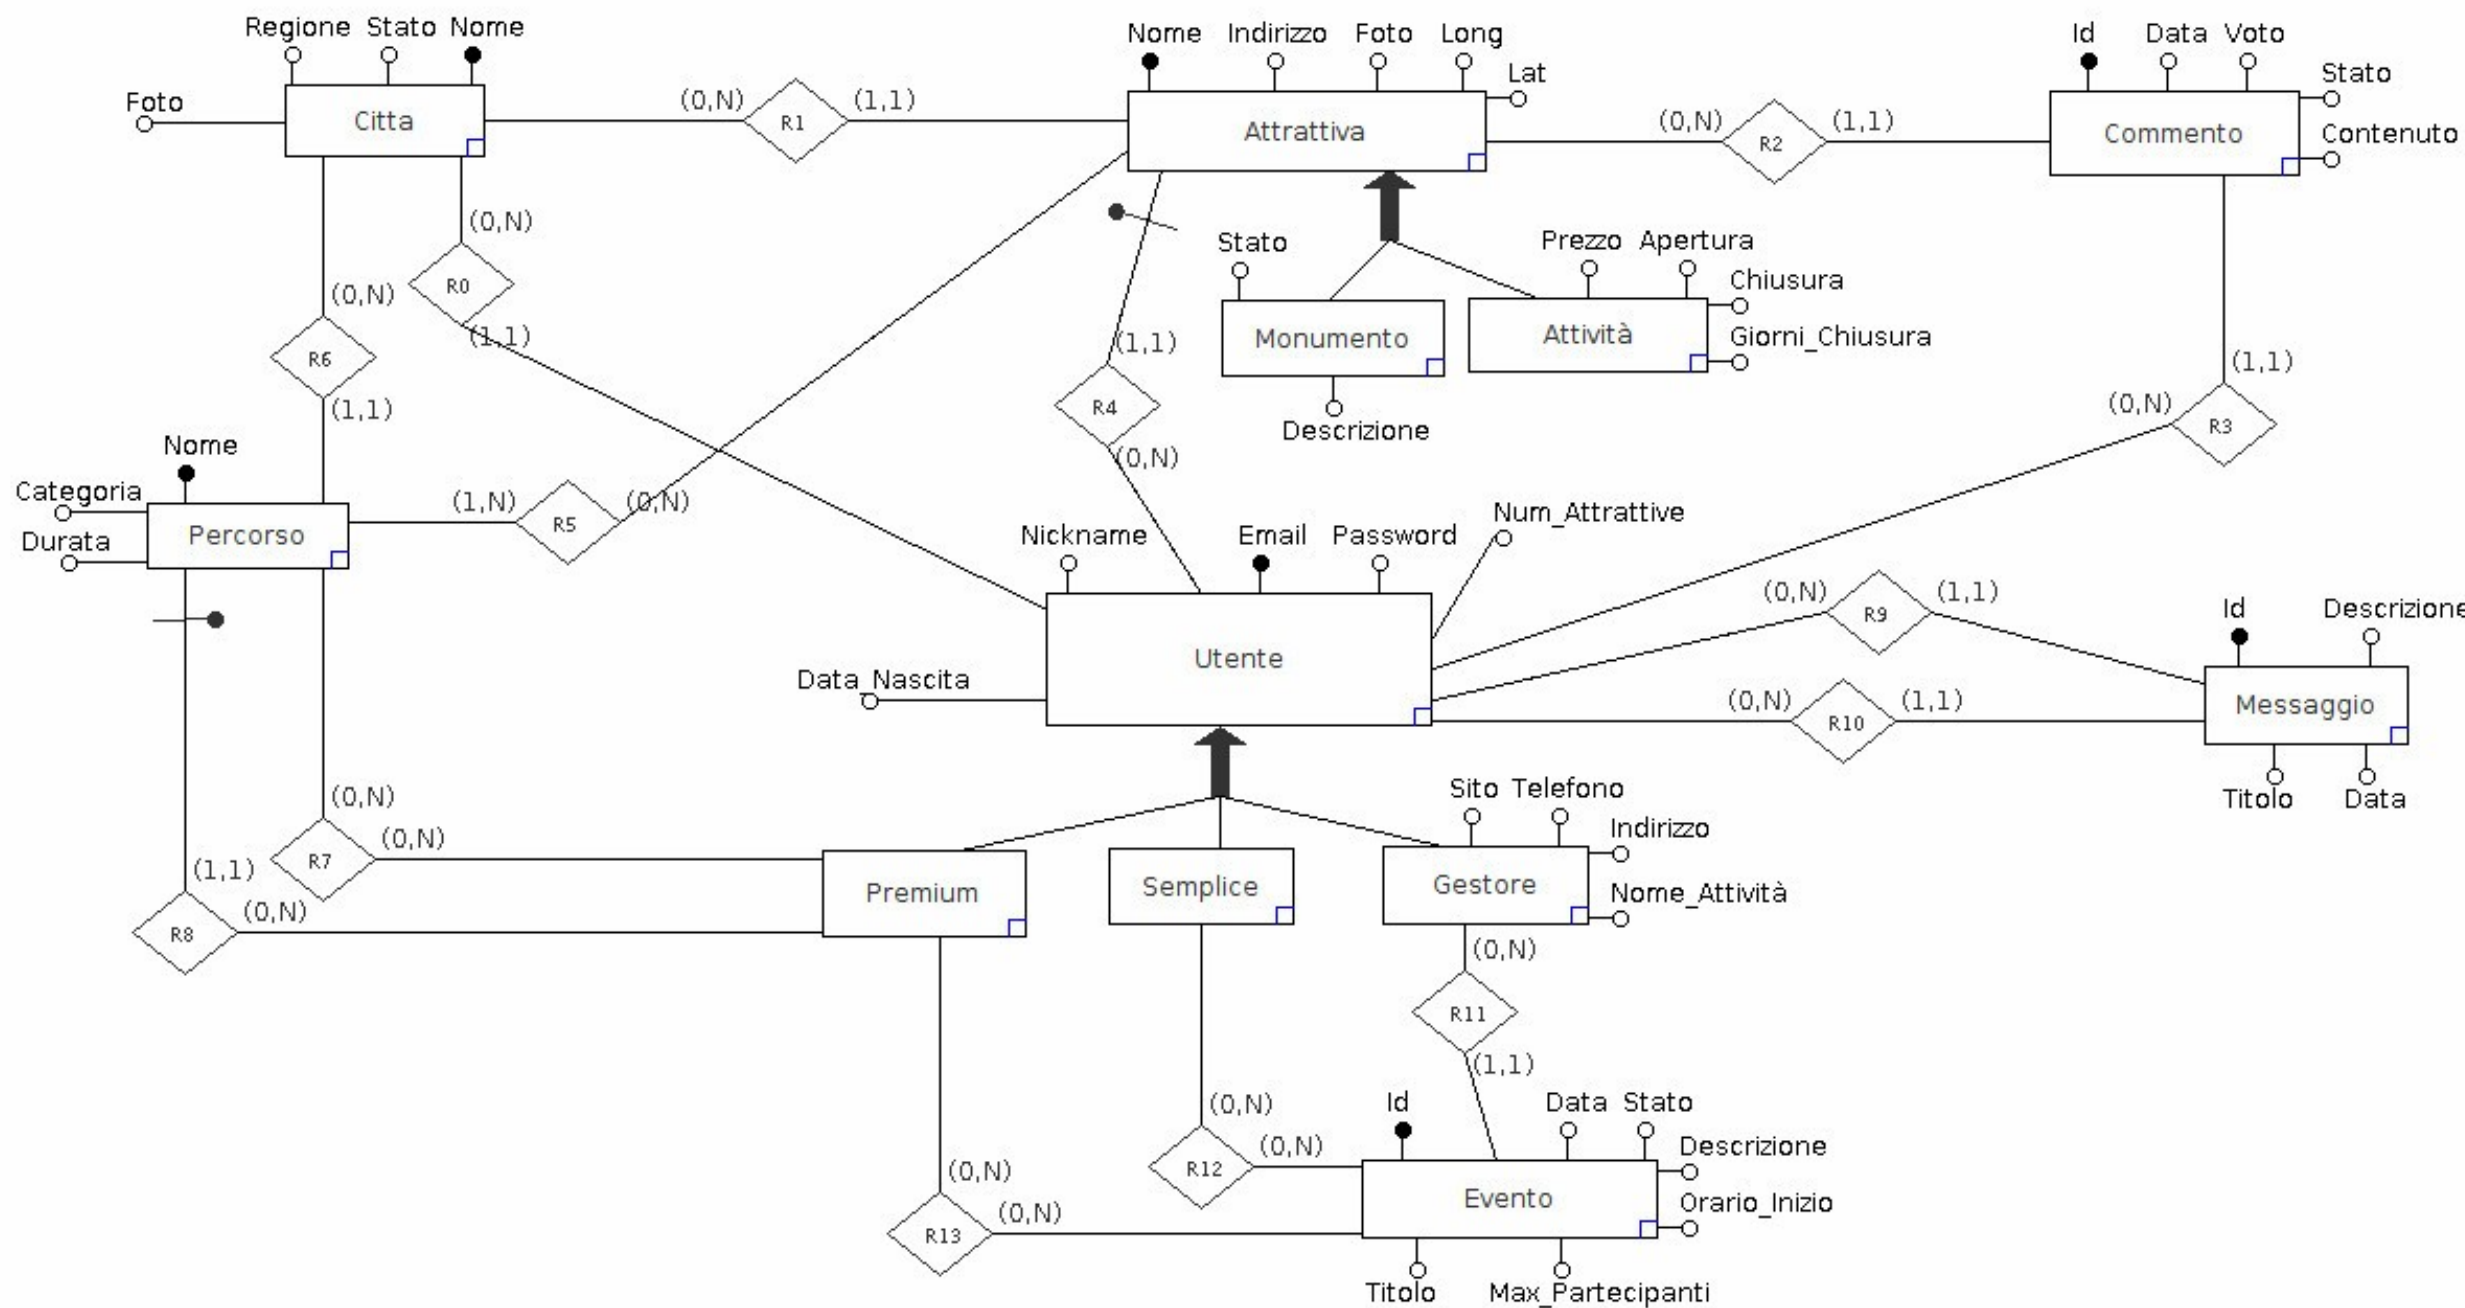 Regione Stato Nome
Foto
Citta
(0,N)
R1
(1,1)
Nome Indirizzo Foto Long
Lat
Attrattiva
(0,N)
R2
(1,1)
Id Data Voto
Stato
Contenuto
Commento
(0,N)
R0
(1,1)
(0,N)
R6
(1,1)
(1,1)
R4
(0,N)
Stato
Monumento
Descrizione
Prezzo Apertura
Chiusura
Giorni_Chiusura
Attività
(1,1)
(0,N)
R3
Nome
Categoria
Durata
Percorso
(1,N)
R5
(0,N)
Nickname Email Password
Num_Attrattive
Data_Nascita
Utente
(0,N)
R9
(1,1)
(0,N)
R10
(1,1)
Id Descrizione
Messaggio
Titolo Data
(0,N)
R7
(0,N)
(1,1)
R8
(0,N)
Premium
Semplice
Sito Telefono
Indirizzo
Nome_Attività
Gestore
(0,N)
R11
(1,1)
(0,N)
R12
(0,N)
(0,N)
R13
(0,N)
Id Data Stato
Descrizione
Orario_Inizio
Evento
Titolo Max_Partecipanti